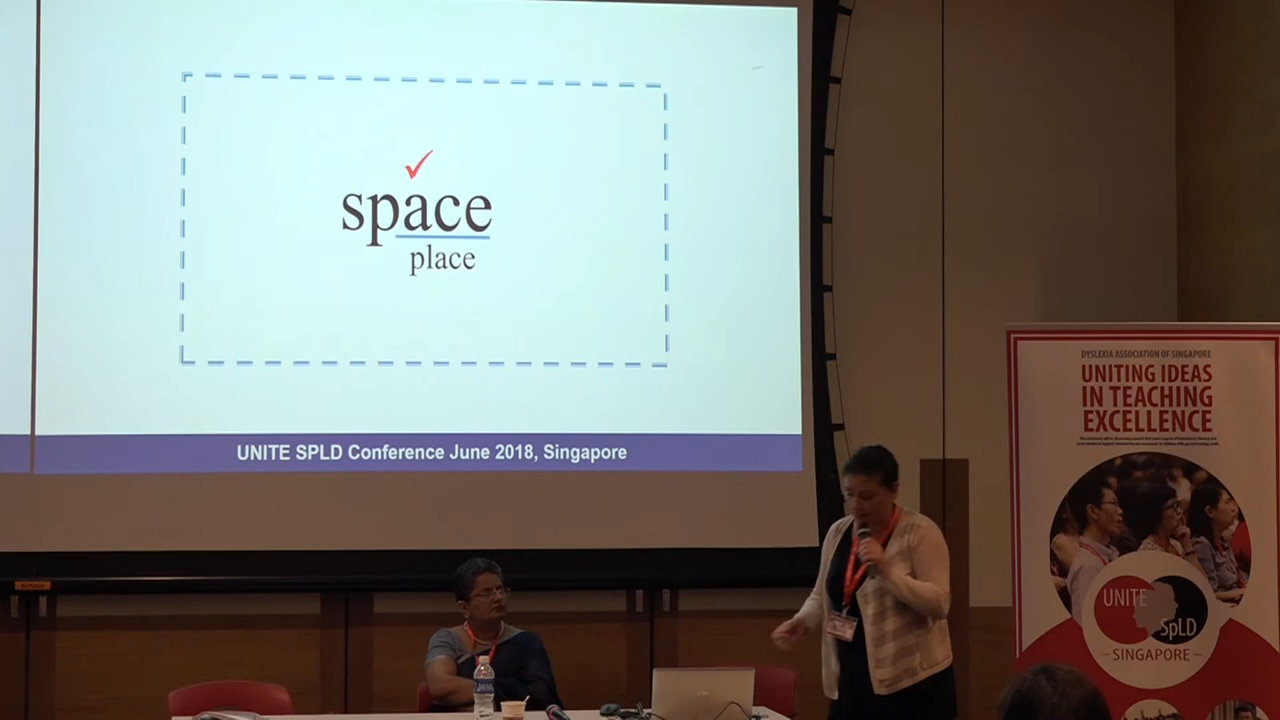 space
place
UNITE SPLD Conference June 2018, Singapore
DYSLEXIA ASSOCIATION OF SINGAPORE
UNITING IDEAS
IN TEACHING
EXCELLENCE
UNITE
SpLD
SINGAPORE